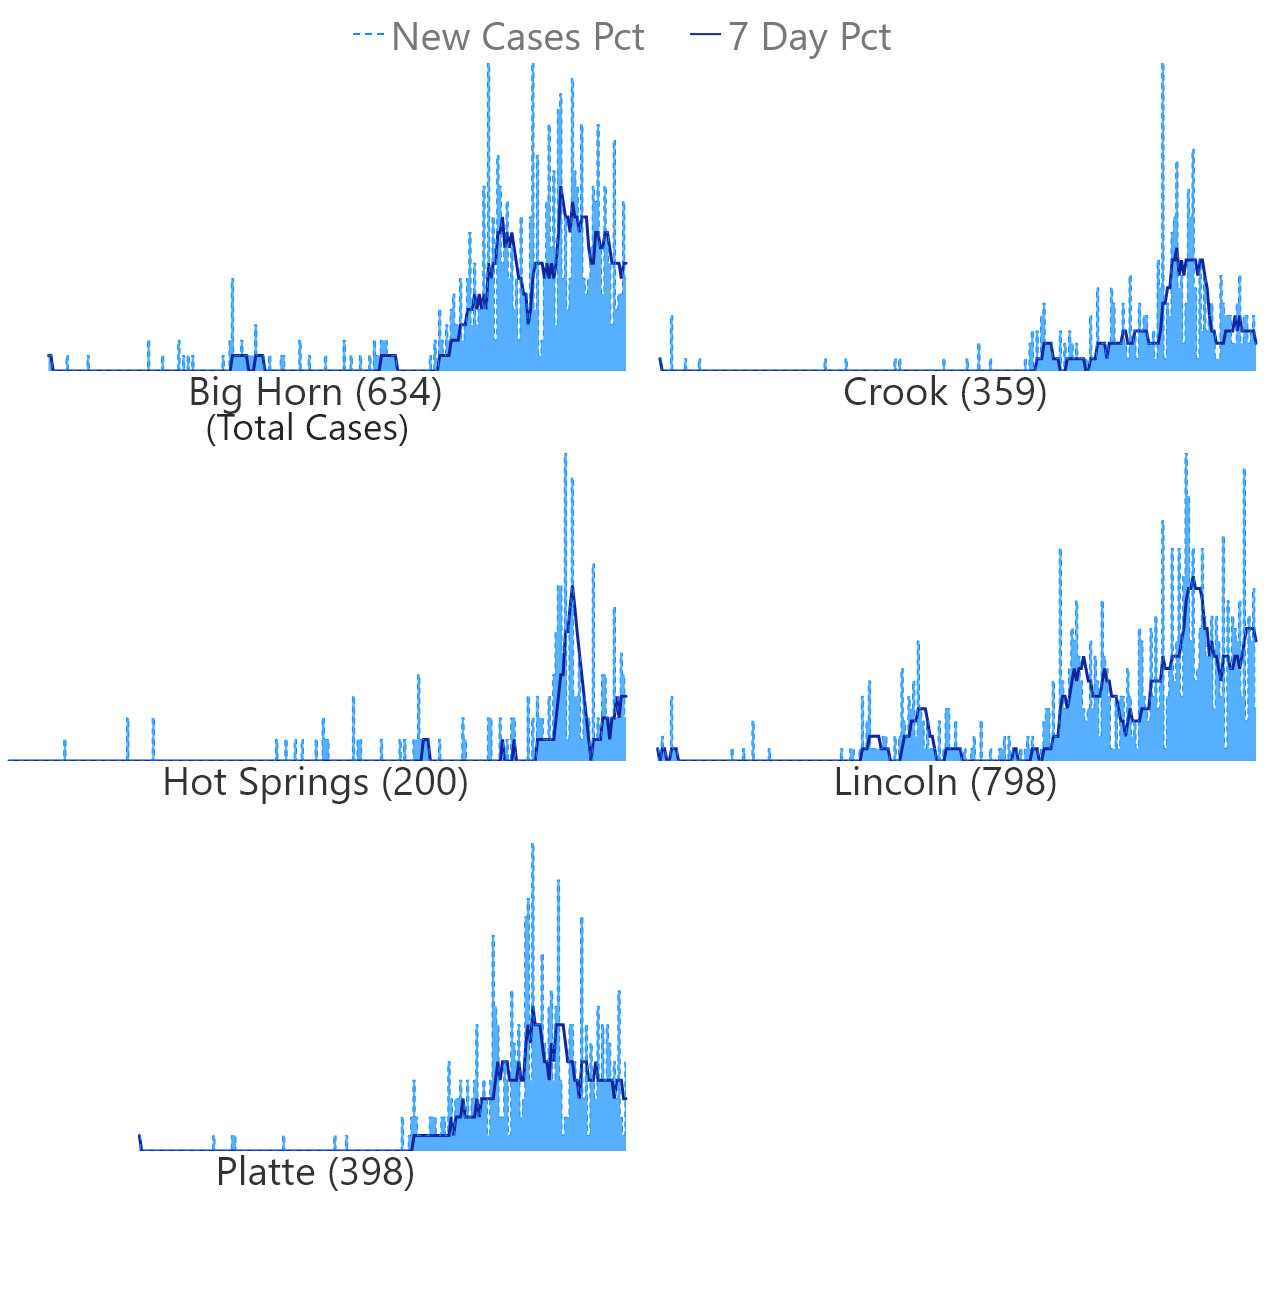 New Cases Pct 7 Day Pct
Big Horn (634)
(Total Cases)
Crook (359)
Hot Springs (200)
Lincoln (798)
Platte (398)